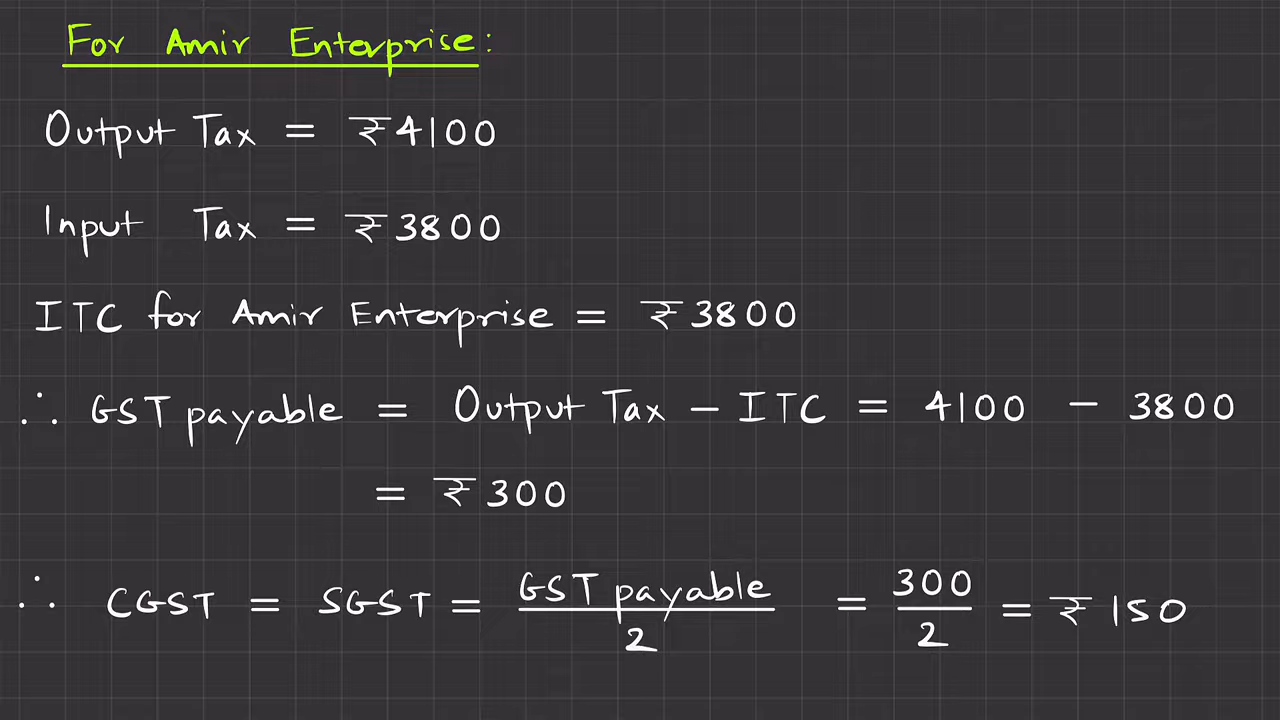 For Amir Enterprise:
Output Tax = ₹4100
Input Tax = ₹3800
ITC for Amir Enterprise = ₹3800
∴ GST payable = Output Tax - ITC = 4100 - 3800
= ₹300
∴ CGST = SGST = GST payable / 2 = 300 / 2 = ₹150